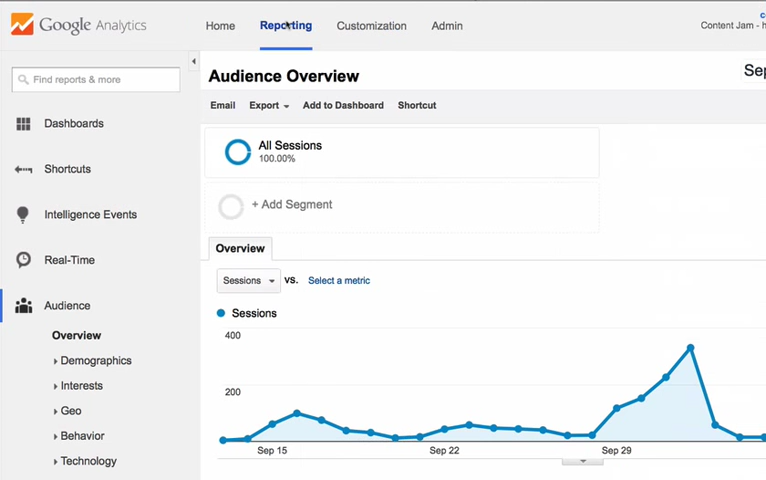 Google Analytics
Home Reporting Customization Admin
Content Jam - h
Find reports & more
Audience Overview
Sep
Email Export Add to Dashboard Shortcut
Dashboards
All Sessions
100.00%
Shortcuts
+ Add Segment
Intelligence Events
Overview
Real-Time
Sessions vs. Select a metric
Audience
Sessions
Overview
400
Demographics
Interests
200
Geo
Behavior
Sep 15 Sep 22 Sep 29
Technology